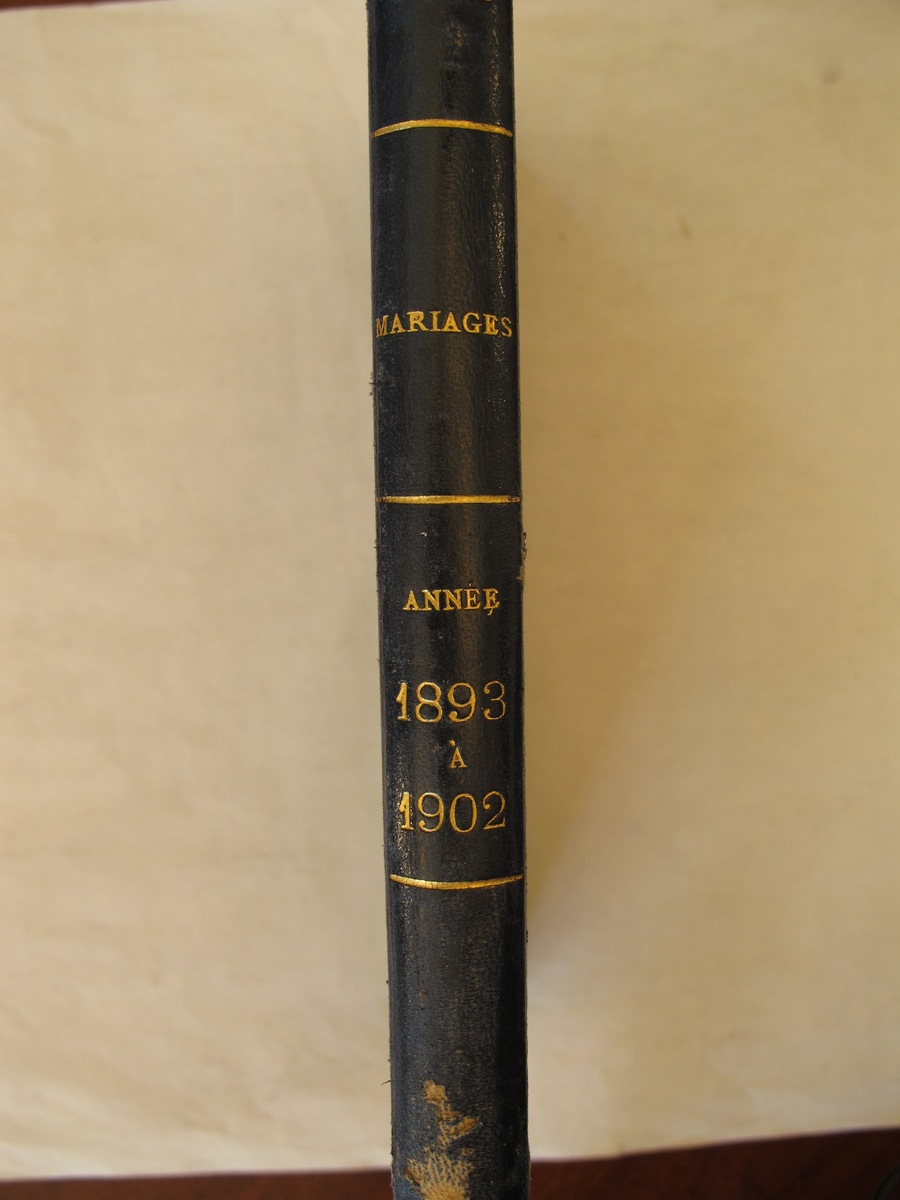 MARIAGES
ANNÉE
1893
À
1902